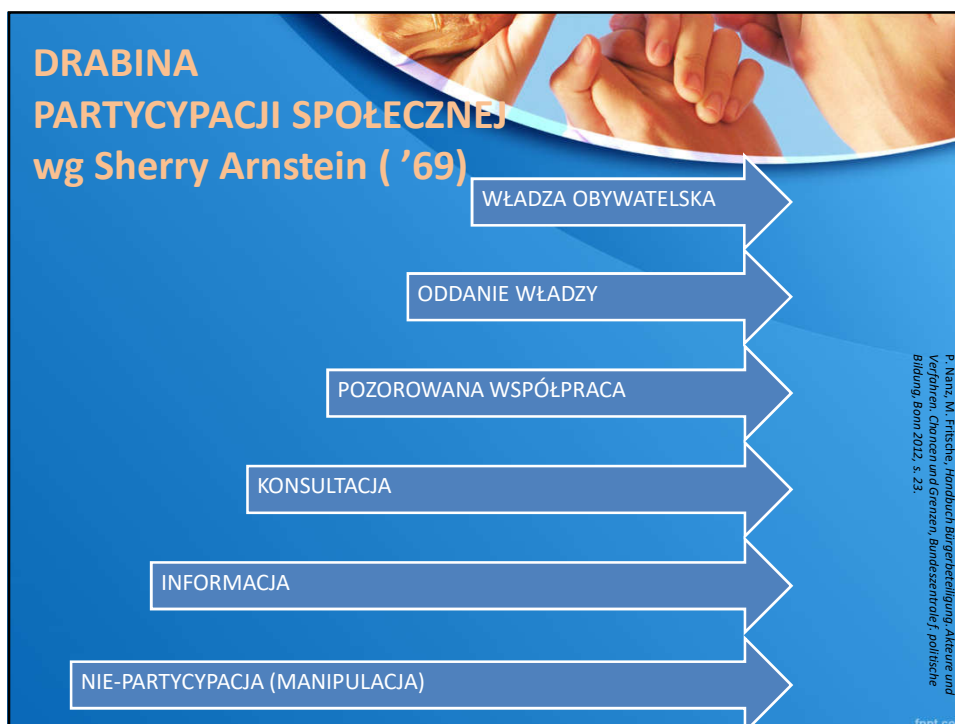 DRABINA
PARTYCYPACJI SPOŁECZNEJ
wg Sherry Arnstein ( ’69)
WŁADZA OBYWATELSKA
ODDANIE WŁADZY
POZOROWANA WSPÓŁPRACA
KONSULTACJA
INFORMACJA
NIE-PARTYCYPACJA (MANIPULACJA)
P. Nanz, M. Fritsche, Handbuch Bürgerbeteiligung. Akteure und
Verfahren. Chancen und Grenzen, Bundeszentrale f. politische
Bildung, Bonn 2012, s. 23.